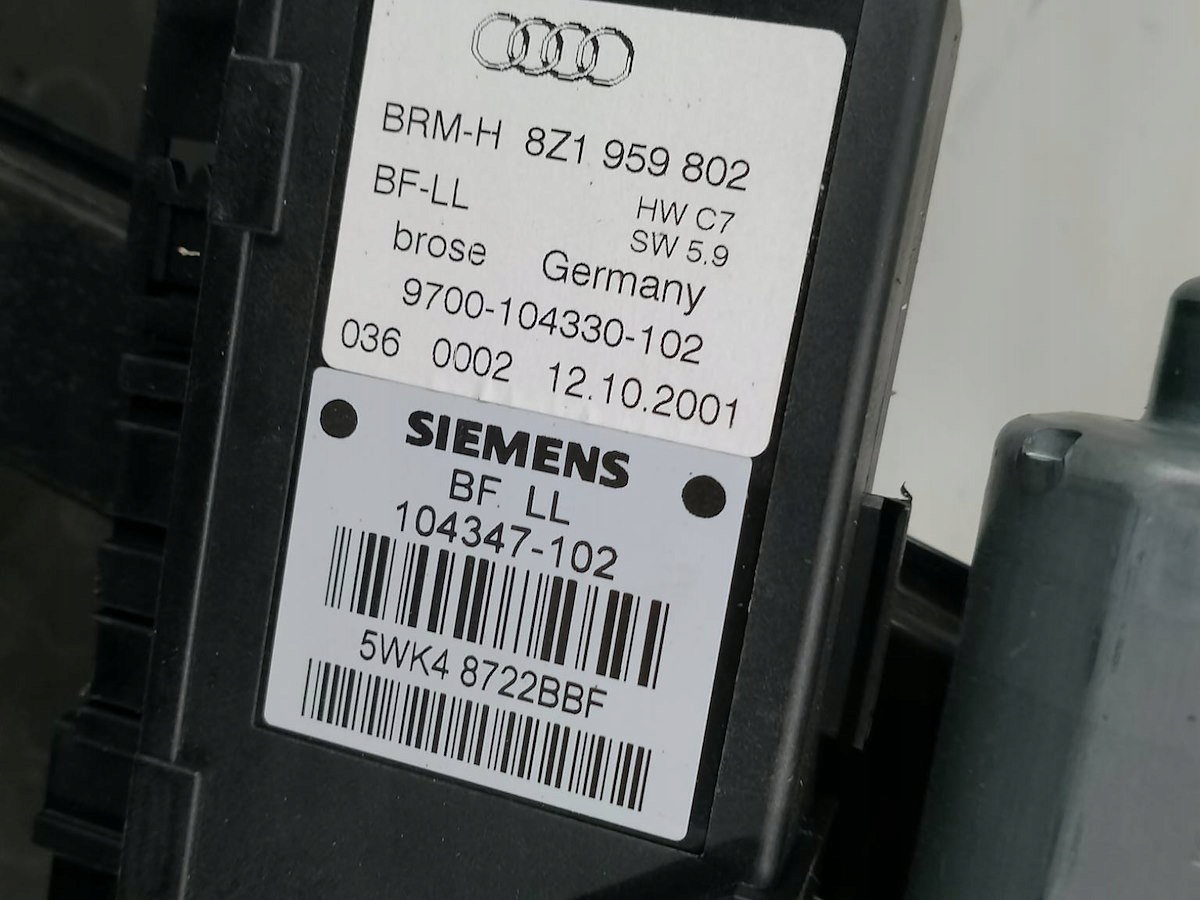 BRM-H 8Z1 959 802
BF-LL
HW C7
SW 5.9
brose Germany
9700-104330-102
036 0002 12.10.2001
SIEMENS
BF LL
104347-102
5WK4 8722BBF